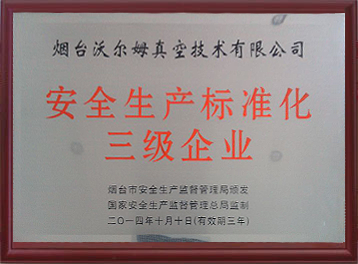 烟台沃尔姆真空技术有限公司
安全生产标准化
三级企业
烟台市安全生产监督管理局颁发
国家安全生产监督管理总局监制
二〇一四年十月十日(有效期三年)